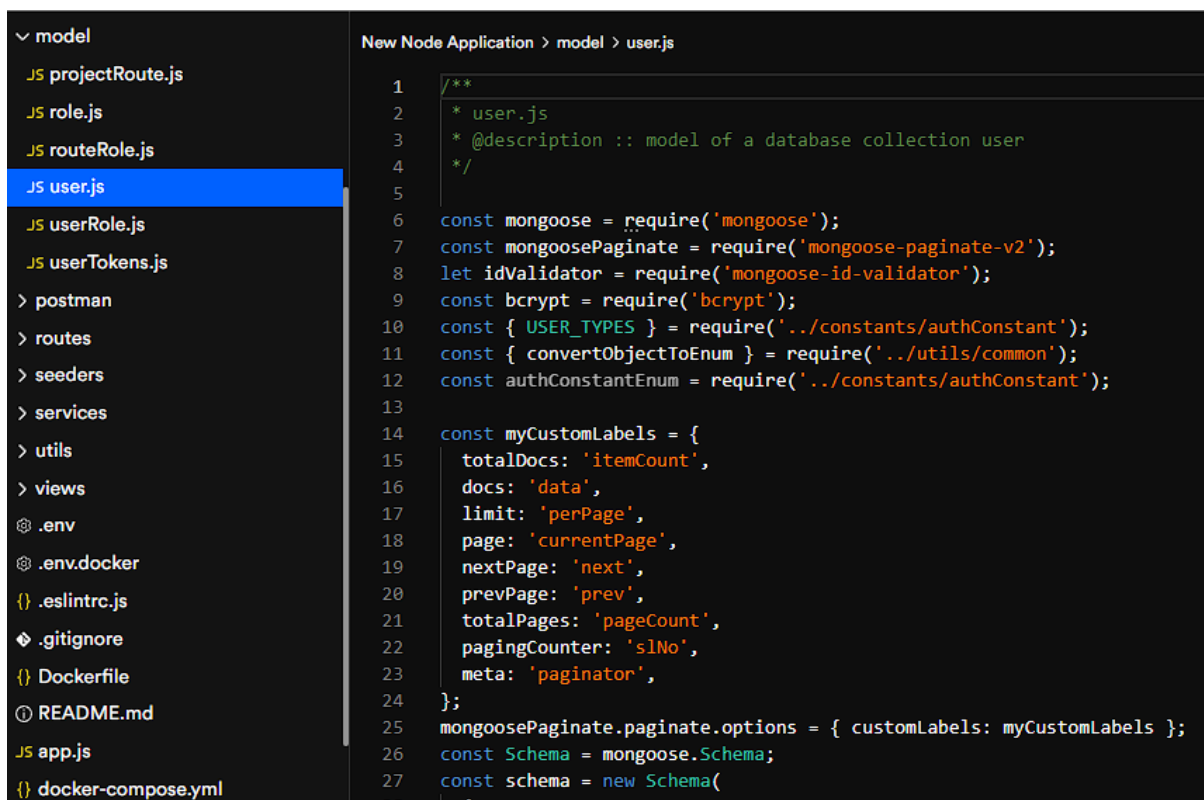 model
JS projectRoute.js
JS role.js
JS routeRole.js
JS user.js
JS userRole.js
JS userTokens.js
postman
routes
seeders
services
utils
views
.env
.env.docker
{} .eslintrc.js
.gitignore
{} Dockerfile
README.md
JS app.js
{} docker-compose.yml
New Node Application > model > user.js
1 /**
2  * user.js
3  * @description :: model of a database collection user
4  */
5
6 const mongoose = require('mongoose');
7 const mongoosePaginate = require('mongoose-paginate-v2');
8 let idValidator = require('mongoose-id-validator');
9 const bcrypt = require('bcrypt');
10 const { USER_TYPES } = require('../constants/authConstant');
11 const { convertObjectToEnum } = require('../utils/common');
12 const authConstantEnum = require('../constants/authConstant');
13
14 const myCustomLabels = {
15   totalDocs: 'itemCount',
16   docs: 'data',
17   limit: 'perPage',
18   page: 'currentPage',
19   nextPage: 'next',
20   prevPage: 'prev',
21   totalPages: 'pageCount',
22   pagingCounter: 'slNo',
23   meta: 'paginator',
24 };
25 mongoosePaginate.paginate.options = { customLabels: myCustomLabels };
26 const Schema = mongoose.Schema;
27 const schema = new Schema(